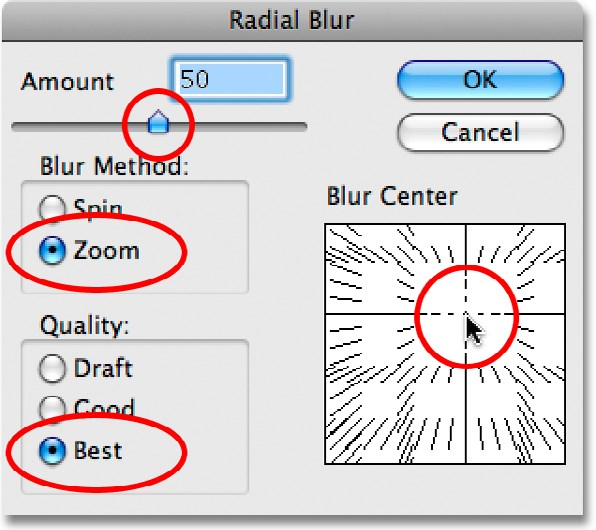 Radial Blur
Amount 50
OK
Cancel
Blur Method:
Spin
Zoom
Blur Center
Quality:
Draft
Good
Best